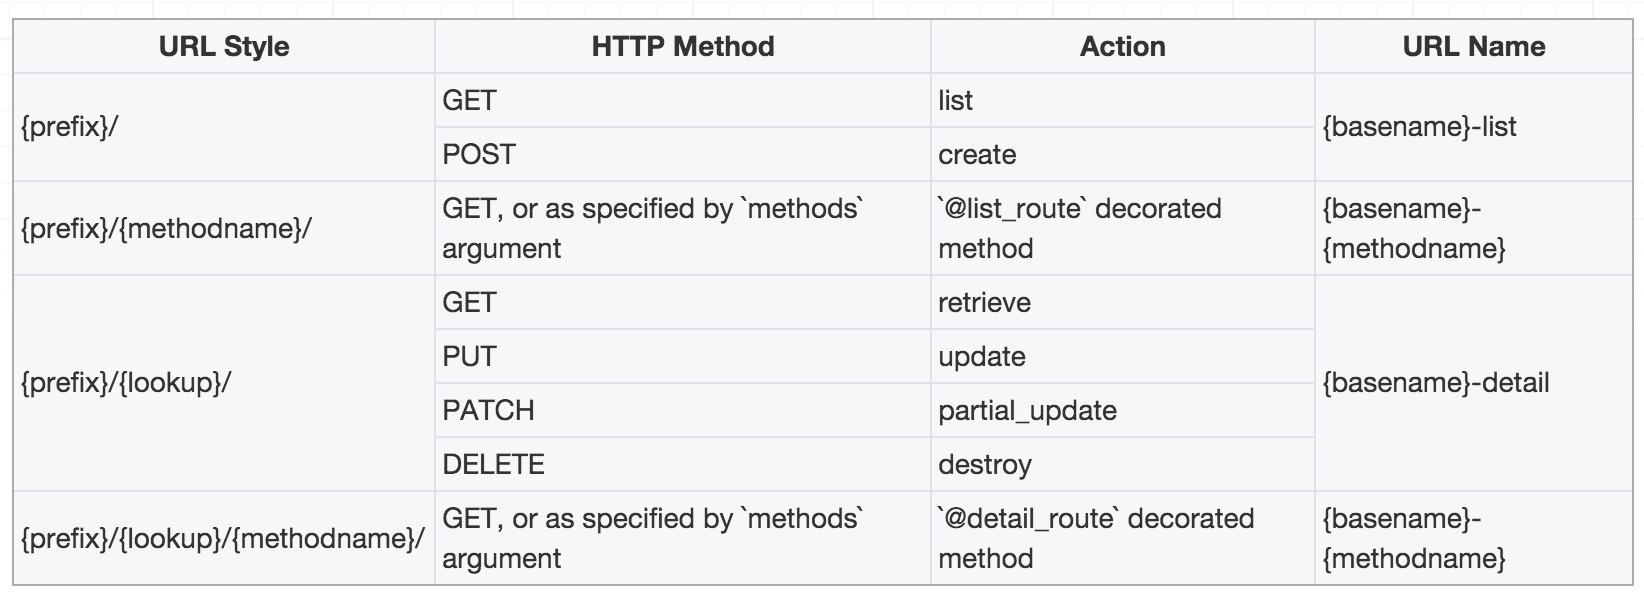 URL Style HTTP Method Action URL Name
{prefix}/ GET list {basename}-list
POST create
{prefix}/{methodname}/ GET, or as specified by `methods` argument `@list_route` decorated method {basename}-{methodname}
{prefix}/{lookup}/ GET retrieve {basename}-detail
PUT update
PATCH partial_update
DELETE destroy
{prefix}/{lookup}/{methodname}/ GET, or as specified by `methods` argument `@detail_route` decorated method {basename}-{methodname}